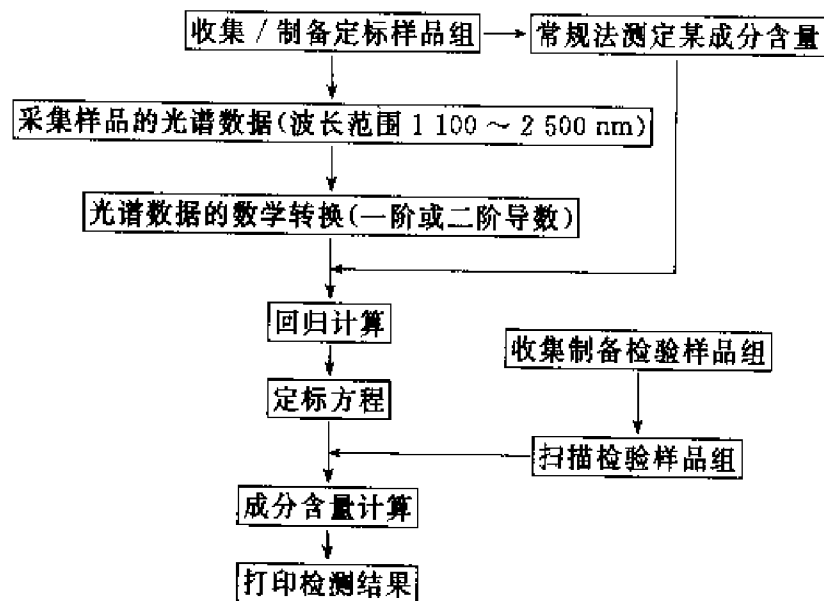 收集 / 制备定标样品组
常规法测定某成分含量
采集样品的光谱数据(波长范围 1 100 ～ 2 500 nm)
光谱数据的数学转换(一阶或二阶导数)
回归计算
收集制备检验样品组
定标方程
扫描检验样品组
成分含量计算
打印检测结果